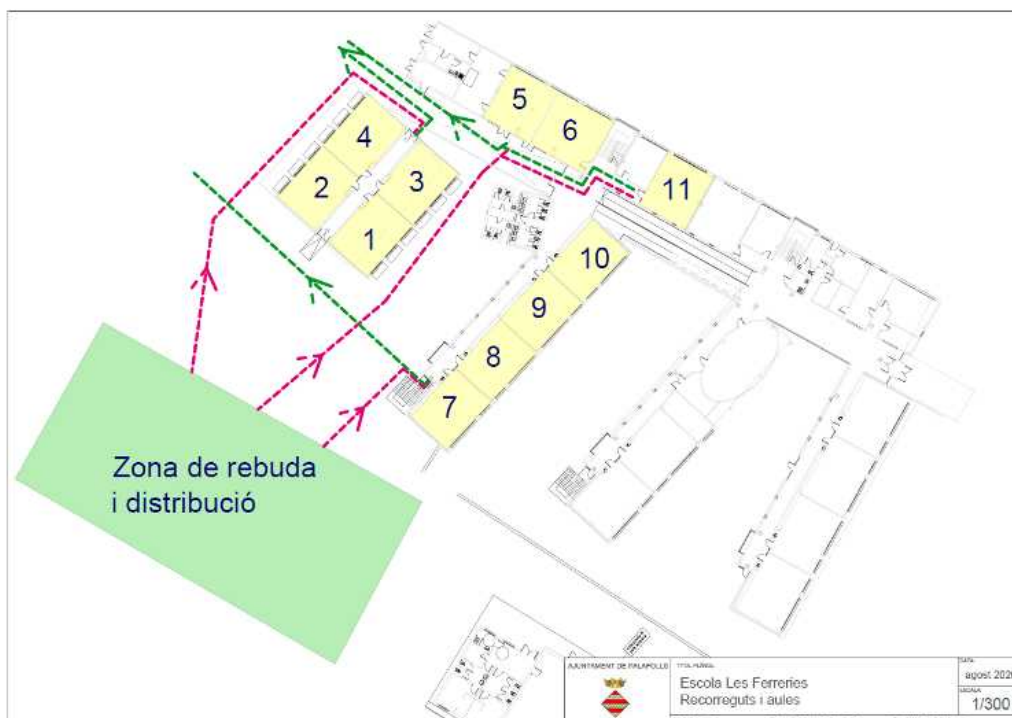 5
6
4
2
3
11
1
10
9
8
7
Zona de rebuda
i distribució
AJUNTAMENT DE PALAFOLLS
Escola Les Ferreries
Recorreguts i aules
agost 2020
1/300